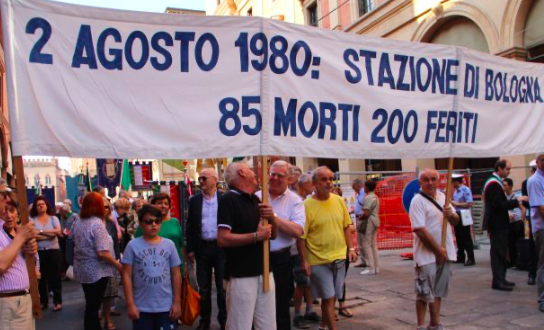 2 AGOSTO 1980: STAZIONE DI BOLOGNA
85 MORTI 200 FERITI